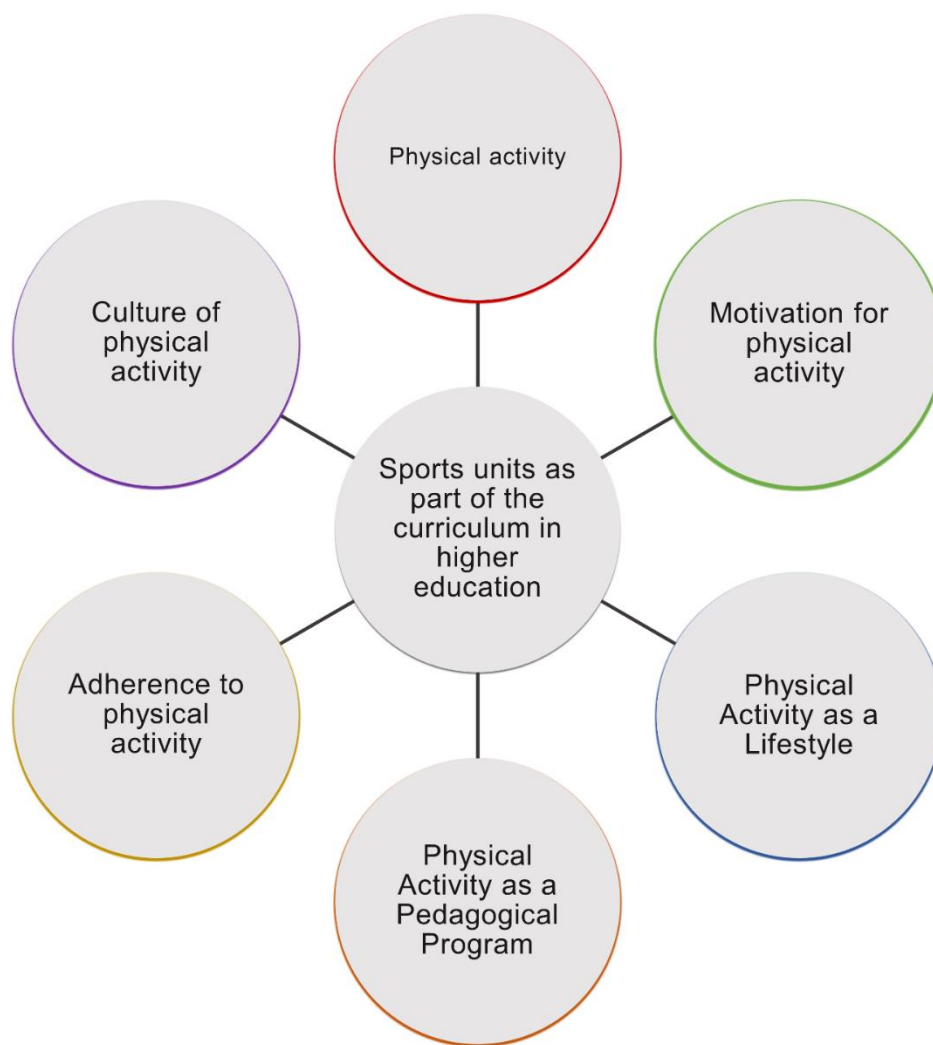 Physical activity
Motivation for
physical
activity
Physical
Activity as a
Lifestyle
Physical
Activity as a
Pedagogical
Program
Adherence to
physical
activity
Culture of
physical
activity
Sports units as
part of the
curriculum in
higher
education